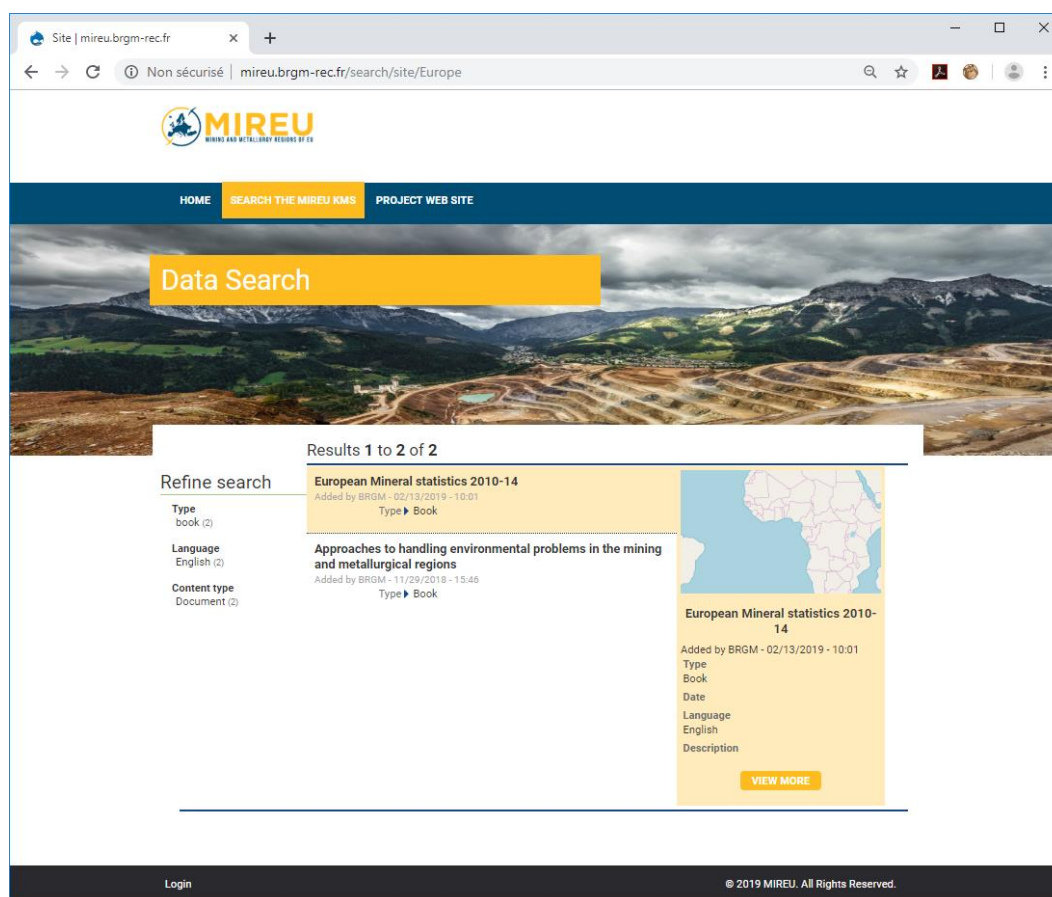 Site | mireu.brgm-rec.fr
Non sécurisé | mireu.brgm-rec.fr/search/site/Europe
MIREU
MINING AND METALLURGY REGIONS OF EU
HOME SEARCH THE MIREU KMS PROJECT WEB SITE
Data Search
Results 1 to 2 of 2
Refine search
Type
book (2)
Language
English (2)
Content type
Document (2)
European Mineral statistics 2010-14
Added by BRGM - 02/13/2019 - 10:01
Type Book
Approaches to handling environmental problems in the mining
and metallurgical regions
Added by BRGM - 11/29/2018 - 15:46
Type Book
European Mineral statistics 2010-
14
Added by BRGM - 02/13/2019 - 10:01
Type
Book
Date
Language
English
Description
VIEW MORE
Login © 2019 MIREU. All Rights Reserved.